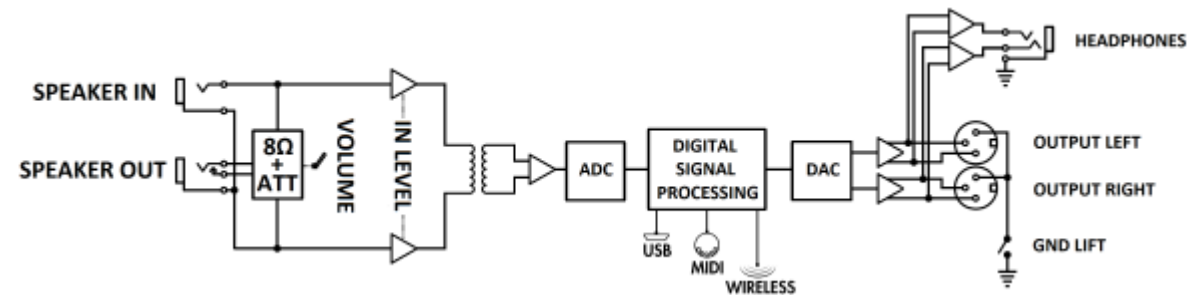 HEADPHONES
SPEAKER IN
8Ω
+
ATT
VOLUME
IN LEVEL
SPEAKER OUT
ADC
DIGITAL
SIGNAL
PROCESSING
DAC
OUTPUT LEFT
OUTPUT RIGHT
USB
MIDI
WIRELESS
GND LIFT